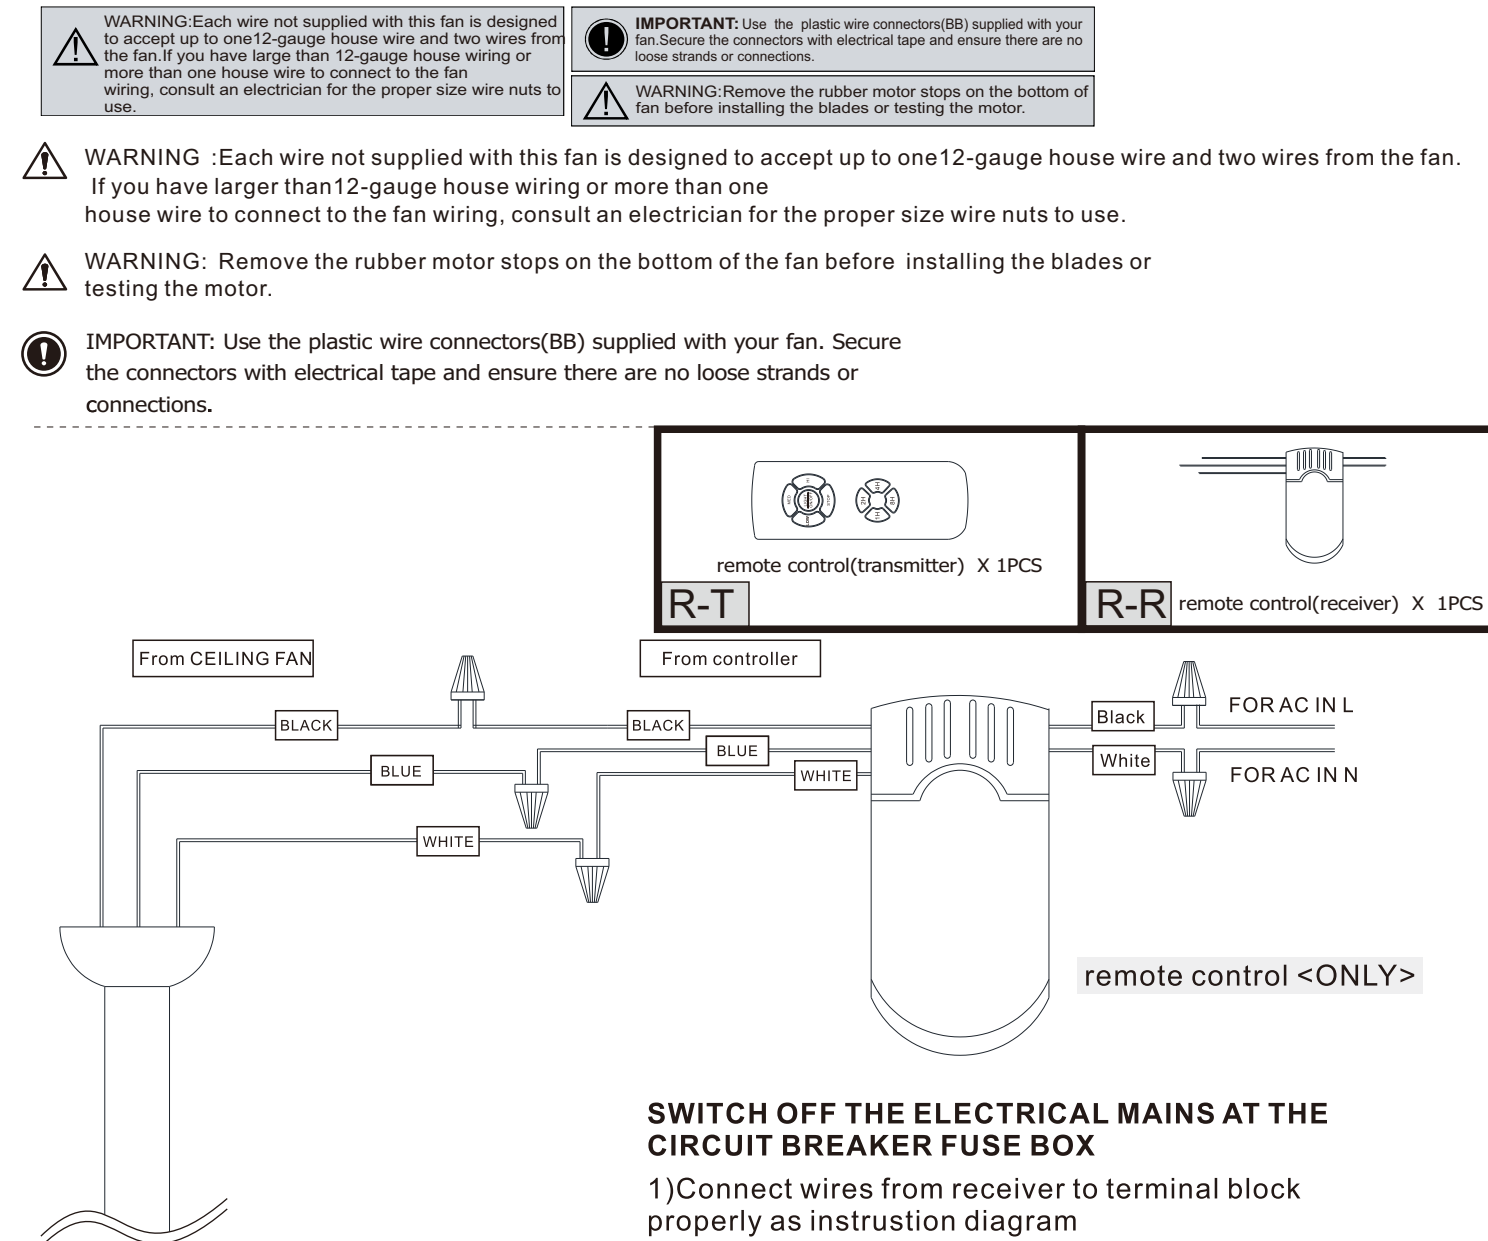 WARNING:Each wire not supplied with this fan is designed
to accept up to one12-gauge house wire and two wires from
the fan.If you have large than 12-gauge house wiring or
more than one house wire to connect to the fan
wiring, consult an electrician for the proper size wire nuts to
use.
IMPORTANT: Use the plastic wire connectors(BB) supplied with your
fan.Secure the connectors with electrical tape and ensure there are no
loose strands or connections.
WARNING:Remove the rubber motor stops on the bottom of
fan before installing the blades or testing the motor.
WARNING :Each wire not supplied with this fan is designed to accept up to one12-gauge house wire and two wires from the fan.
If you have larger than12-gauge house wiring or more than one
house wire to connect to the fan wiring, consult an electrician for the proper size wire nuts to use.
WARNING: Remove the rubber motor stops on the bottom of the fan before installing the blades or
testing the motor.
IMPORTANT: Use the plastic wire connectors(BB) supplied with your fan. Secure
the connectors with electrical tape and ensure there are no loose strands or
connections.
HI
MED
STOP
LOW
4H
2H
8H
1H
remote control(transmitter) X 1PCS
R-T
R-R
remote control(receiver) X 1PCS
From CEILING FAN
From controller
BLACK
BLACK
Black
FOR AC IN L
BLUE
BLUE
White
WHITE
FOR AC IN N
WHITE
remote control <ONLY>
SWITCH OFF THE ELECTRICAL MAINS AT THE
CIRCUIT BREAKER FUSE BOX
1)Connect wires from receiver to terminal block
properly as instrustion diagram